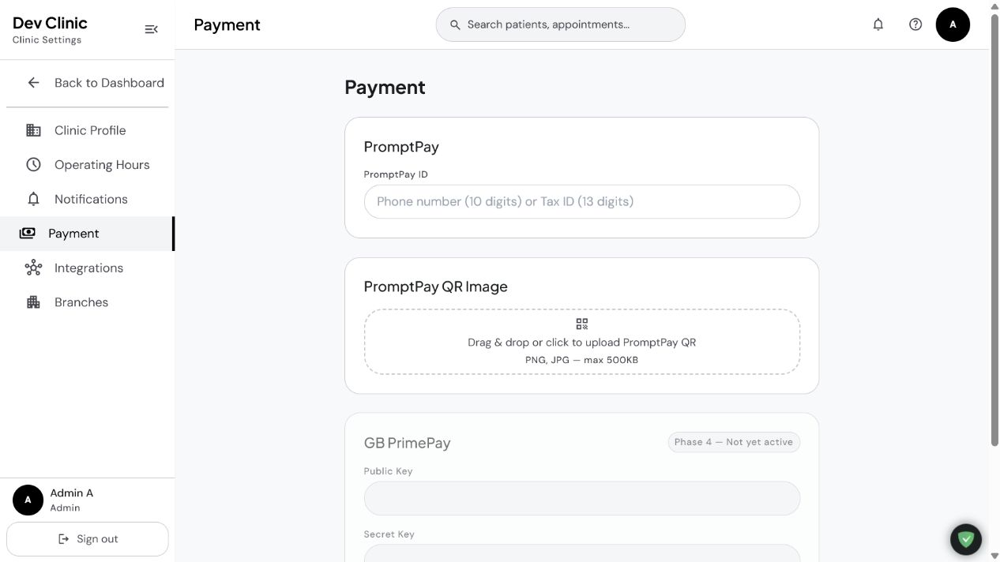 Dev Clinic
Clinic Settings
Back to Dashboard
Clinic Profile
Operating Hours
Notifications
Payment
Integrations
Branches
A
Admin A
Admin
Sign out
Payment
Search patients, appointments...
A
Payment
PromptPay
PromptPay ID
Phone number (10 digits) or Tax ID (13 digits)
PromptPay QR Image
Drag & drop or click to upload PromptPay QR
PNG, JPG — max 500KB
GB PrimePay
Phase 4 — Not yet active
Public Key
Secret Key